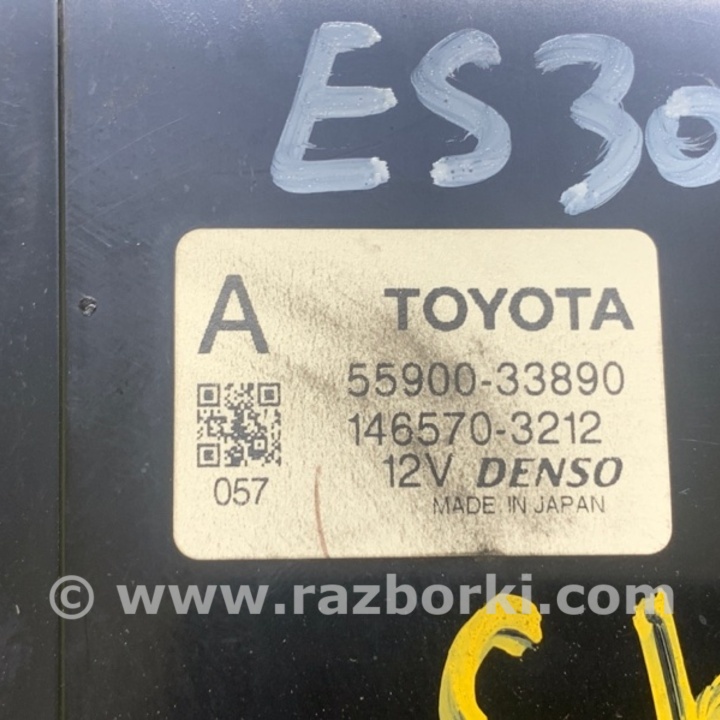 ES30
A TOYOTA
55900-33890
146570-3212
057 12V DENSO
MADE IN JAPAN
© www.razborki.com